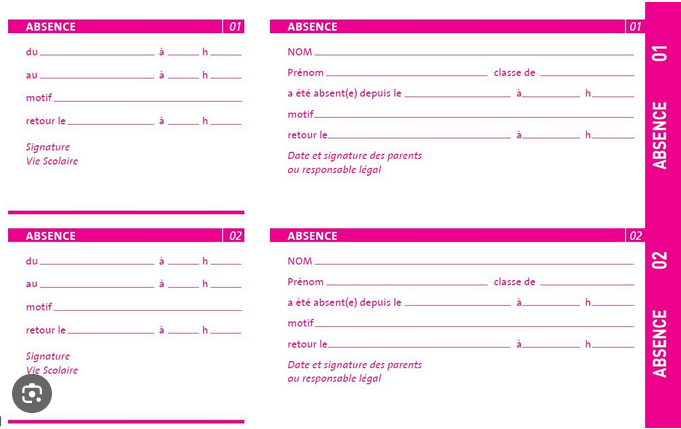 ABSENCE 01
du à h
au à h
motif
retour le à h
Signature
Vie Scolaire
ABSENCE 01
NOM
Prénom classe de
a été absent(e) depuis le à h
motif
retour le à h
Date et signature des parents
ou responsable légal
ABSENCE 01
ABSENCE 02
du à h
au à h
motif
retour le à h
Signature
Vie Scolaire
ABSENCE 02
NOM
Prénom classe de
a été absent(e) depuis le à h
motif
retour le à h
Date et signature des parents
ou responsable légal
ABSENCE 02